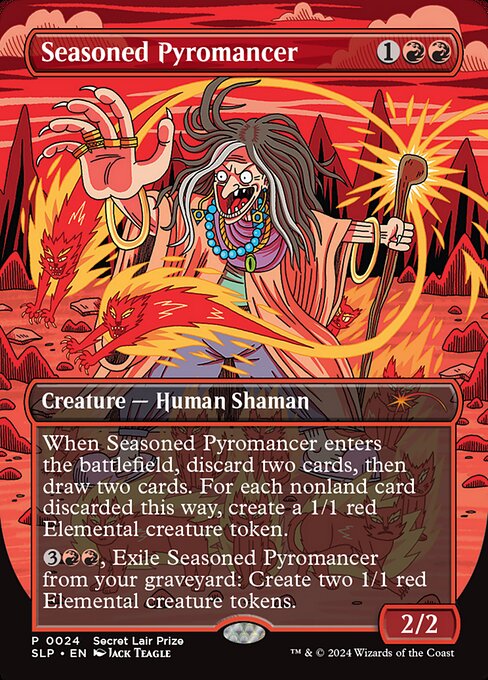 Seasoned Pyromancer 1
Creature — Human Shaman
When Seasoned Pyromancer enters
the battlefield, discard two cards, then
draw two cards. For each nonland card
discarded this way, create a 1/1 red
Elemental creature token.
3, Exile Seasoned Pyromancer
from your graveyard: Create two 1/1 red
Elemental creature tokens.
2/2
P 0024 Secret Lair Prize
SLP • EN Jack Teagle
™ & © 2024 Wizards of the Coast